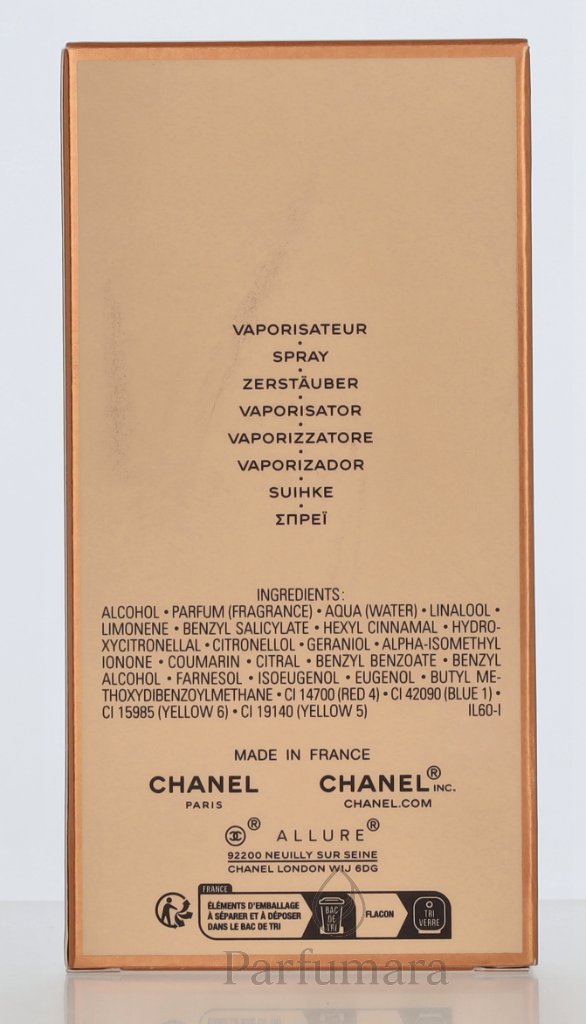 VAPORISATEUR
•
SPRAY
•
ZERSTÄUBER
•
VAPORISATOR
•
VAPORIZZATORE
•
VAPORIZADOR
•
SUIHKE
•
ΣΠΡΕΪ
INGREDIENTS:
ALCOHOL • PARFUM (FRAGRANCE) • AQUA (WATER) • LINALOOL •
LIMONENE • BENZYL SALICYLATE • HEXYL CINNAMAL • HYDRO-
XYCITRONELLAL • CITRONELLOL • GERANIOL • ALPHA-ISOMETHYL
IONONE • COUMARIN • CITRAL • BENZYL BENZOATE • BENZYL
ALCOHOL • FARNESOL • ISOEUGENOL • EUGENOL • BUTYL ME-
THOXYDIBENZOYLMETHANE • CI 14700 (RED 4) • CI 42090 (BLUE 1) •
CI 15985 (YELLOW 6) • CI 19140 (YELLOW 5) IL60-I
MADE IN FRANCE
CHANEL CHANEL® INC.
PARIS CHANEL.COM
® ALLURE®
92200 NEUILLY SUR SEINE
CHANEL LONDON W1J 6DG
FRANCE
ÉLÉMENTS D'EMBALLAGE
À SÉPARER ET À DÉPOSER
DANS LE BAC DE TRI
BAC
DE
TRI
FLACON
TRI
VERRE
Parfumara